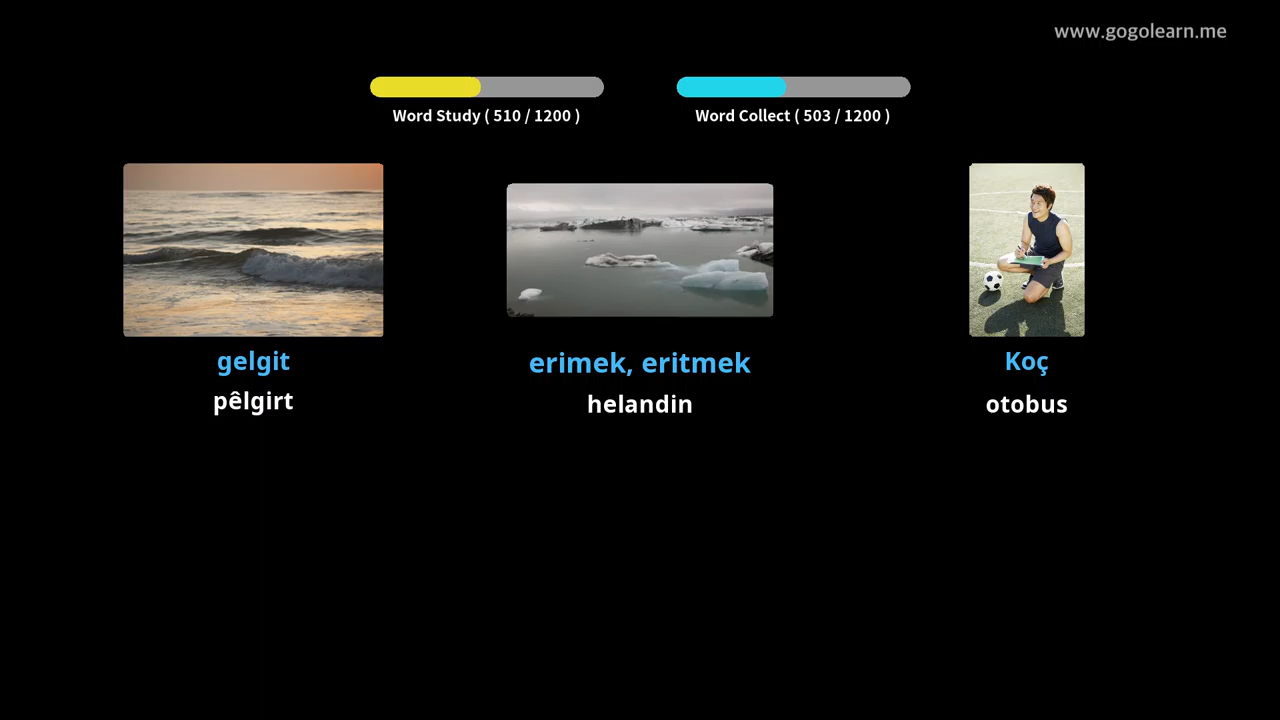 www.gogolearn.me
Word Study ( 510 / 1200 )
Word Collect ( 503 / 1200 )
gelgit
pêlgirt
erimek, eritmek
helandin
Koç
otobus